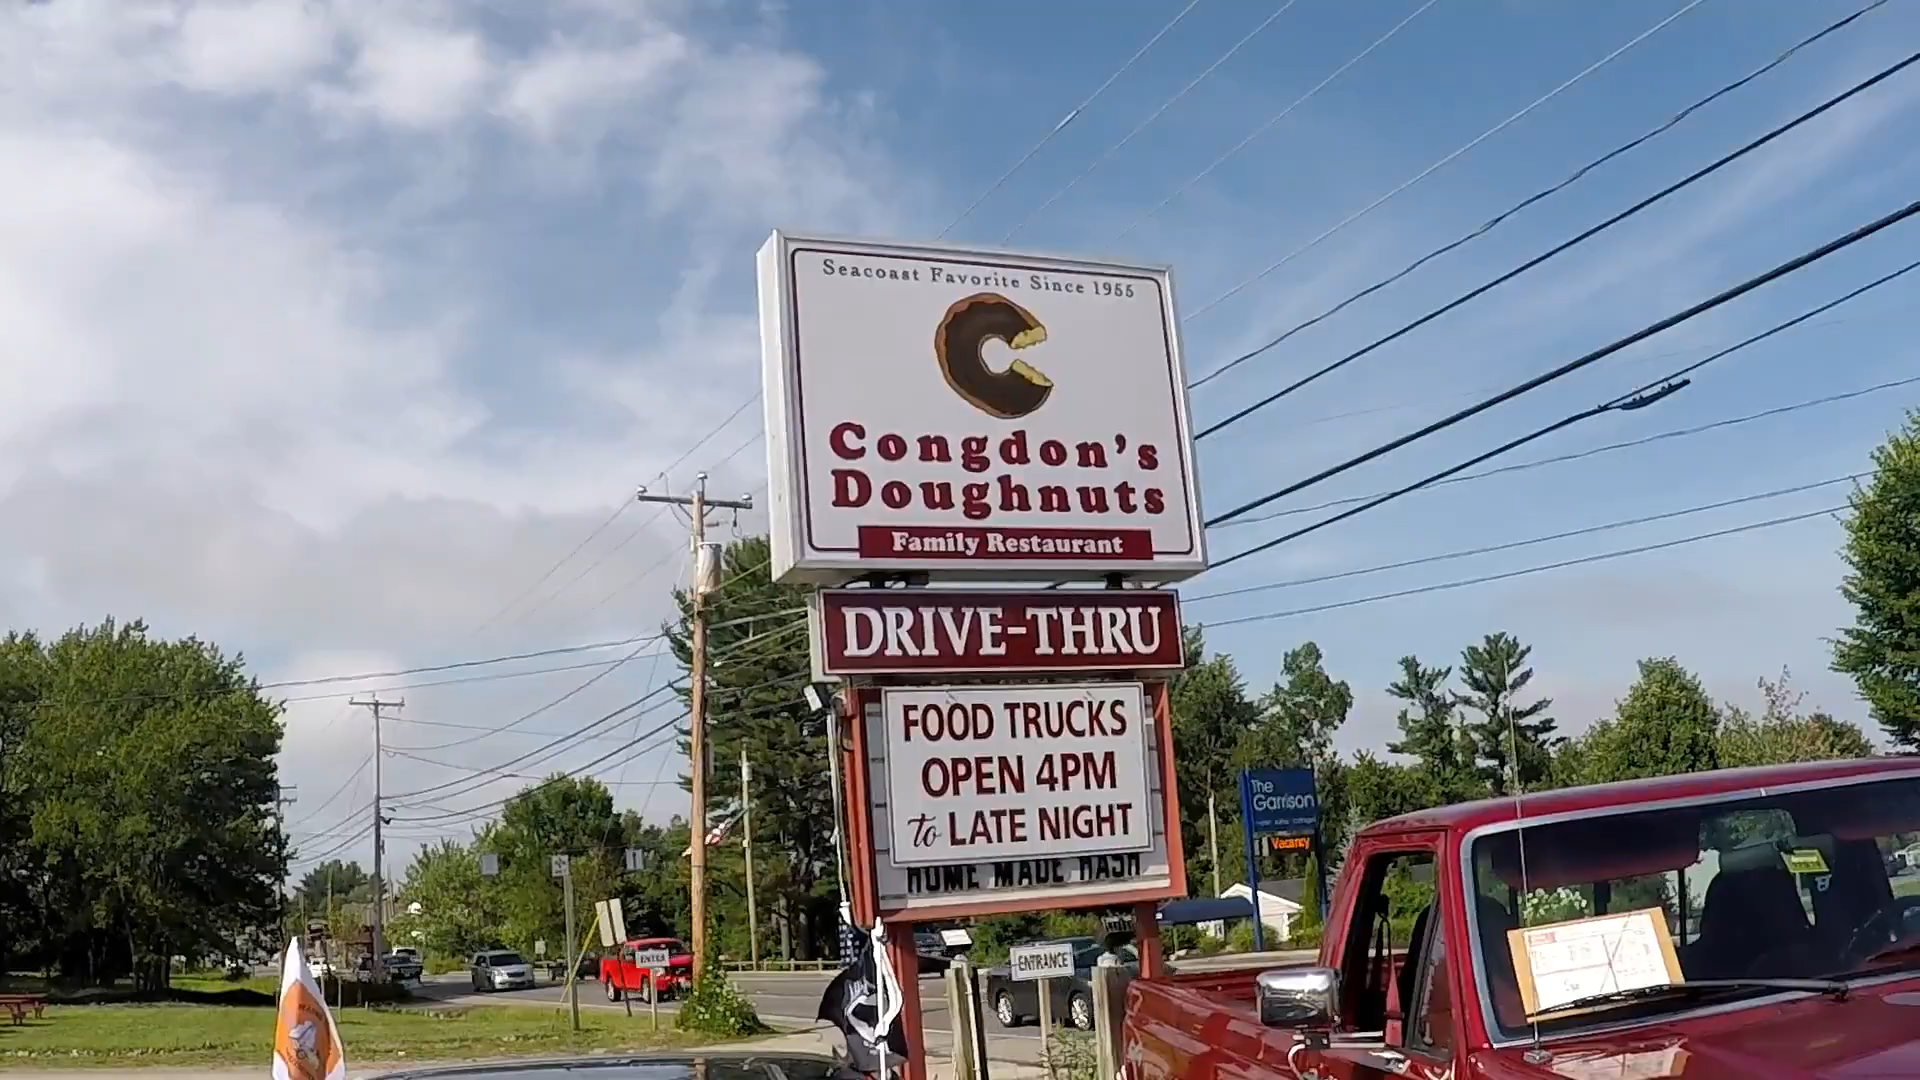 Seacoast Favorite Since 1955
Congdon's
Doughnuts
Family Restaurant
DRIVE-THRU
FOOD TRUCKS
OPEN 4PM
to LATE NIGHT
HOME MADE HASH
The
Garrison
Vacancy
ENTER
ENTRANCE